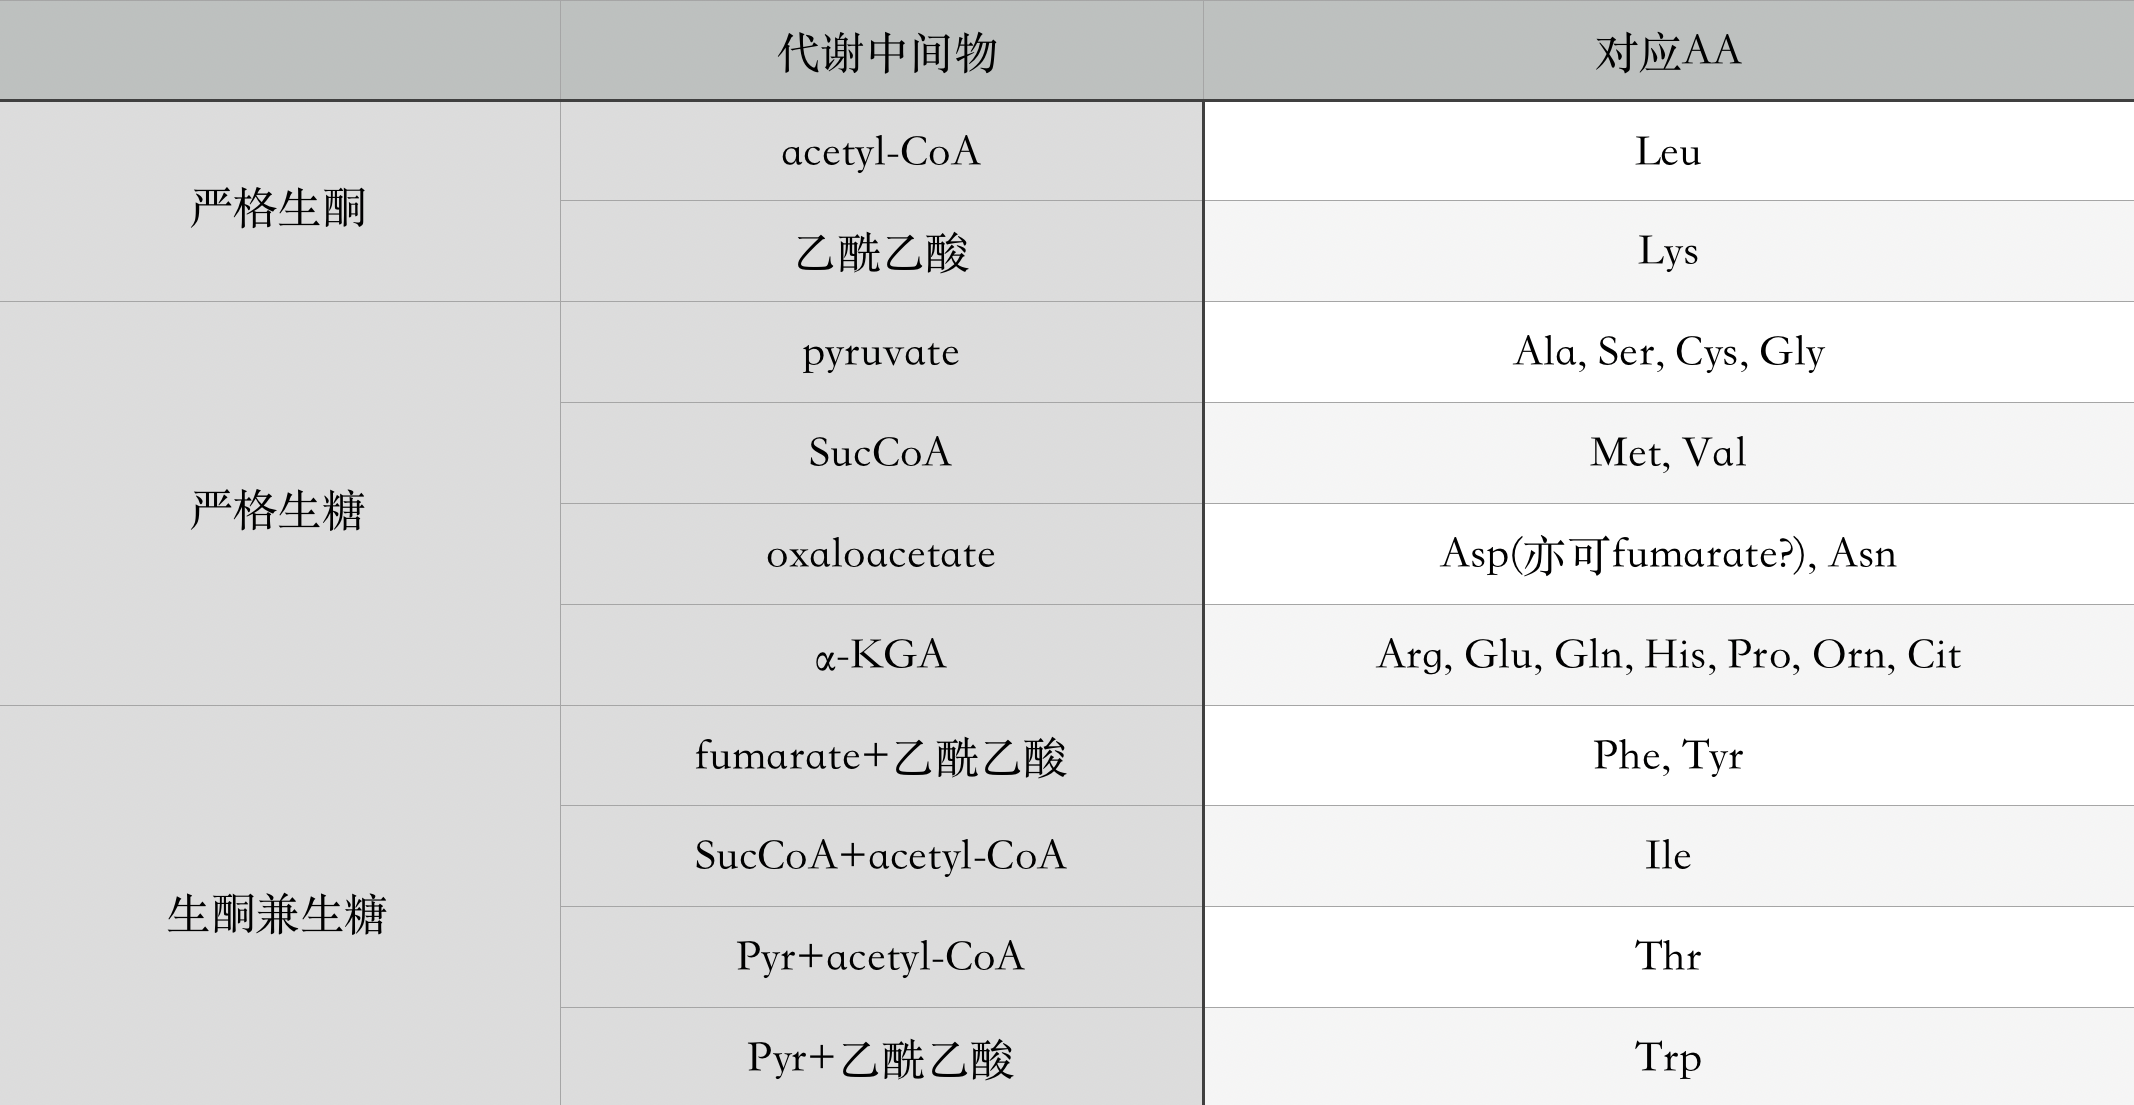 代谢中间物 对应AA
严格生酮
acetyl-CoA Leu
乙酰乙酸 Lys
严格生糖
pyruvate Ala, Ser, Cys, Gly
SucCoA Met, Val
oxaloacetate Asp(亦可fumarate?), Asn
α-KGA Arg, Glu, Gln, His, Pro, Orn, Cit
生酮兼生糖
fumarate+乙酰乙酸 Phe, Tyr
SucCoA+acetyl-CoA Ile
Pyr+acetyl-CoA Thr
Pyr+乙酰乙酸 Trp